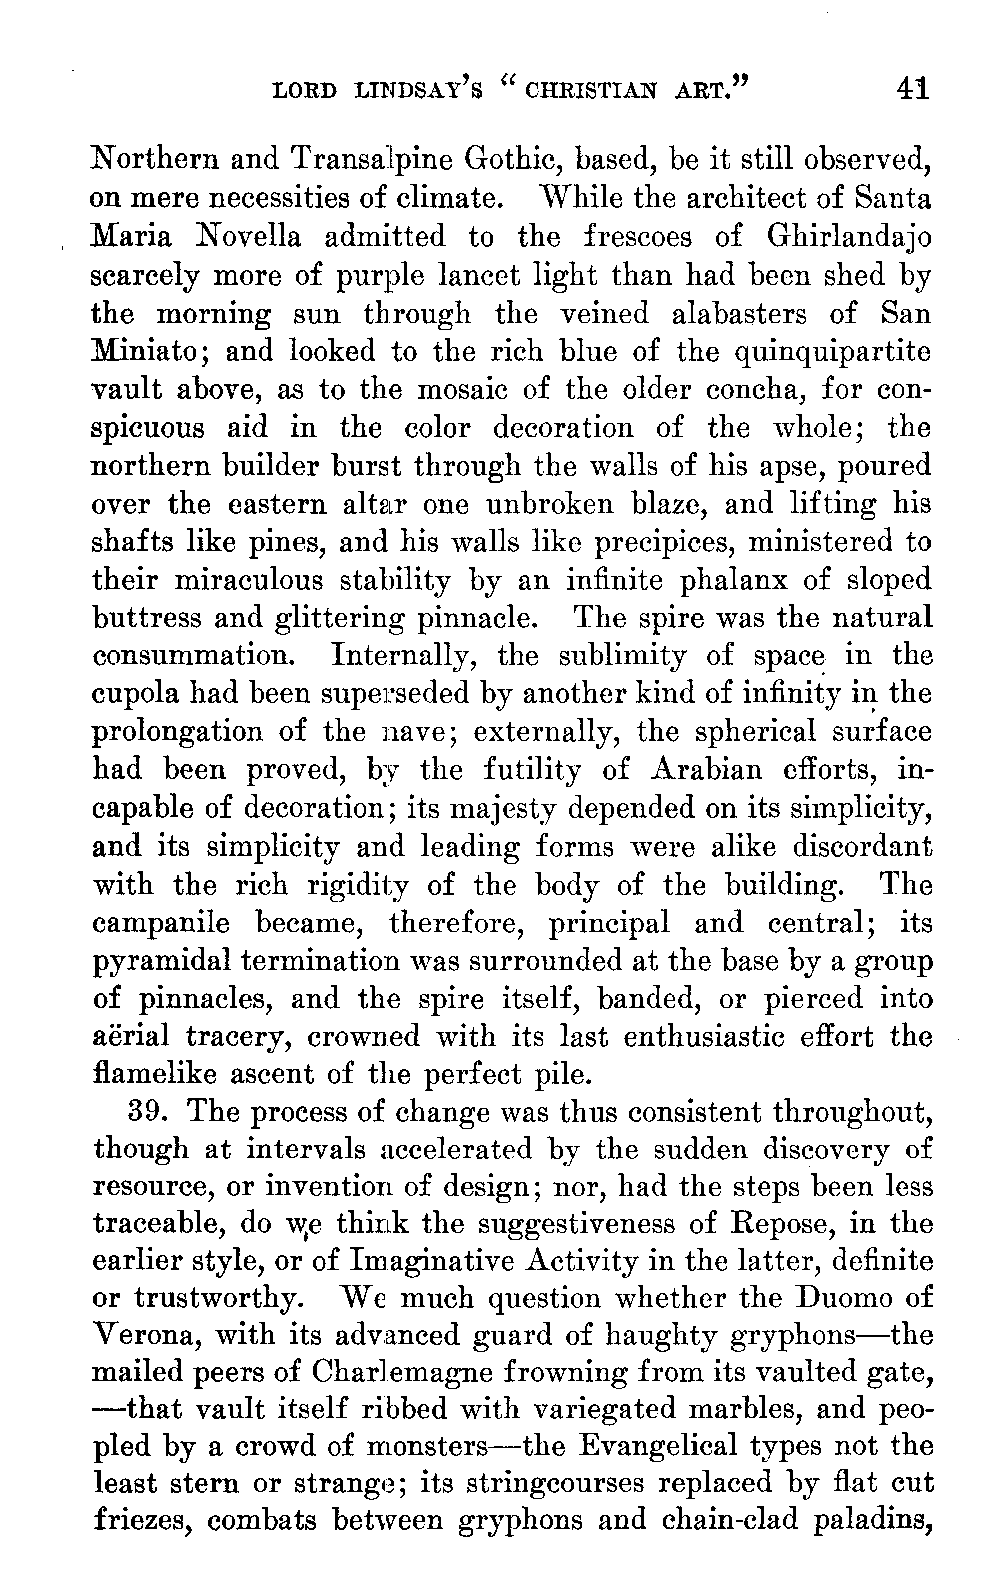 LORD LINDSAY'S "CHRISTIAN ART." 41
Northern and Transalpine Gothic, based, be it still observed,
on mere necessities of climate. While the architect of Santa
Maria Novella admitted to the frescoes of Ghirlandajo
scarcely more of purple lancet light than had been shed by
the morning sun through the veined alabasters of San
Miniato; and looked to the rich blue of the quinquipartite
vault above, as to the mosaic of the older concha, for con-
spicuous aid in the color decoration of the whole; the
northern builder burst through the walls of his apse, poured
over the eastern altar one unbroken blaze, and lifting his
shafts like pines, and his walls like precipices, ministered to
their miraculous stability by an infinite phalanx of sloped
buttress and glittering pinnacle. The spire was the natural
consummation. Internally, the sublimity of space in the
cupola had been superseded by another kind of infinity in the
prolongation of the nave; externally, the spherical surface
had been proved, by the futility of Arabian efforts, in-
capable of decoration; its majesty depended on its simplicity,
and its simplicity and leading forms were alike discordant
with the rich rigidity of the body of the building. The
campanile became, therefore, principal and central; its
pyramidal termination was surrounded at the base by a group
of pinnacles, and the spire itself, banded, or pierced into
aërial tracery, crowned with its last enthusiastic effort the
flamelike ascent of the perfect pile.
39. The process of change was thus consistent throughout,
though at intervals accelerated by the sudden discovery of
resource, or invention of design; nor, had the steps been less
traceable, do we think the suggestiveness of Repose, in the
earlier style, or of Imaginative Activity in the latter, definite
or trustworthy. We much question whether the Duomo of
Verona, with its advanced guard of haughty gryphons—the
mailed peers of Charlemagne frowning from its vaulted gate,
—that vault itself ribbed with variegated marbles, and peo-
pled by a crowd of monsters—the Evangelical types not the
least stern or strange; its stringcourses replaced by flat cut
friezes, combats between gryphons and chain-clad paladins,